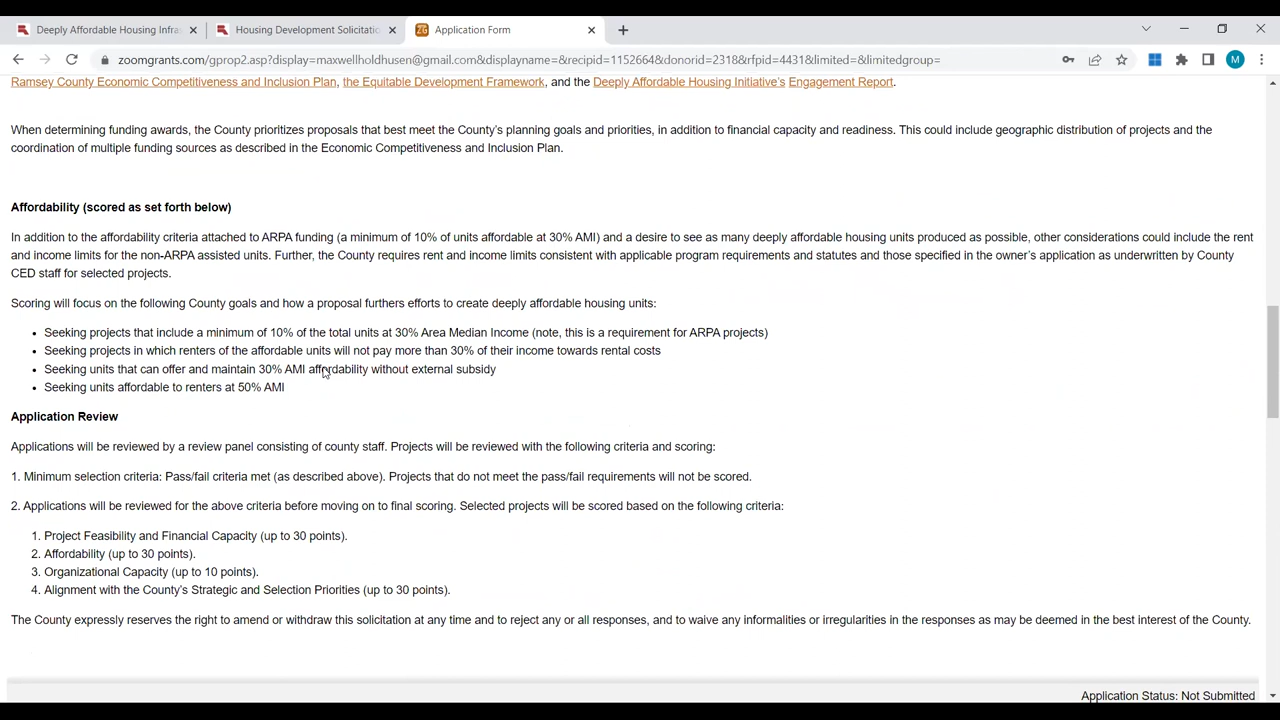 Deeply Affordable Housing Infra
Housing Development Solicitatio
Application Form
zoomgrants.com/gprop2.asp?display=maxwellholdhusen@gmailbom&displayname=&recipid=1152664&donorid=2318&rfpid=4431&limited=&limitedgroup=
M
Ramsey County Economic Competitiveness and Inclusion Plan, the Equitable Development Framework, and the Deeply Affordable Housing Initiative's Engagement Report.
When determining funding awards, the County prioritizes proposals that best meet the County's planning goals and priorities, in addition to financial capacity and readiness. This could include geographic distribution of projects and the
coordination of multiple funding sources as described in the Economic Competitiveness and Inclusion Plan.
Affordability (scored as set forth below)
In addition to the affordability criteria attached to ARPA funding (a minimum of 10% of units affordable at 30% AMI) and a desire to see as many deeply affordable housing units produced as possible, other considerations could include the rent
and income limits for the non-ARPA assisted units. Further, the County requires rent and income limits consistent with applicable program requirements and statutes and those specified in the owner's application as underwritten by County
CED staff for selected projects.
Scoring will focus on the following County goals and how a proposal furthers efforts to create deeply affordable housing units:
• Seeking projects that include a minimum of 10% of the total units at 30% Area Median Income (note, this is a requirement for ARPA projects)
• Seeking projects in which renters of the affordable units will not pay more than 30% of their income towards rental costs
• Seeking units that can offer and maintain 30% AMI affordability without external subsidy
• Seeking units affordable to renters at 50% AMI
Application Review
Applications will be reviewed by a review panel consisting of county staff. Projects will be reviewed with the following criteria and scoring:
1. Minimum selection criteria: Pass/fail criteria met (as described above). Projects that do not meet the pass/fail requirements will not be scored.
2. Applications will be reviewed for the above criteria before moving on to final scoring. Selected projects will be scored based on the following criteria:
1. Project Feasibility and Financial Capacity (up to 30 points).
2. Affordability (up to 30 points).
3. Organizational Capacity (up to 10 points).
4. Alignment with the County's Strategic and Selection Priorities (up to 30 points).
The County expressly reserves the right to amend or withdraw this solicitation at any time and to reject any or all responses, and to waive any informalities or irregularities in the responses as may be deemed in the best interest of the County.
Application Status: Not Submitted